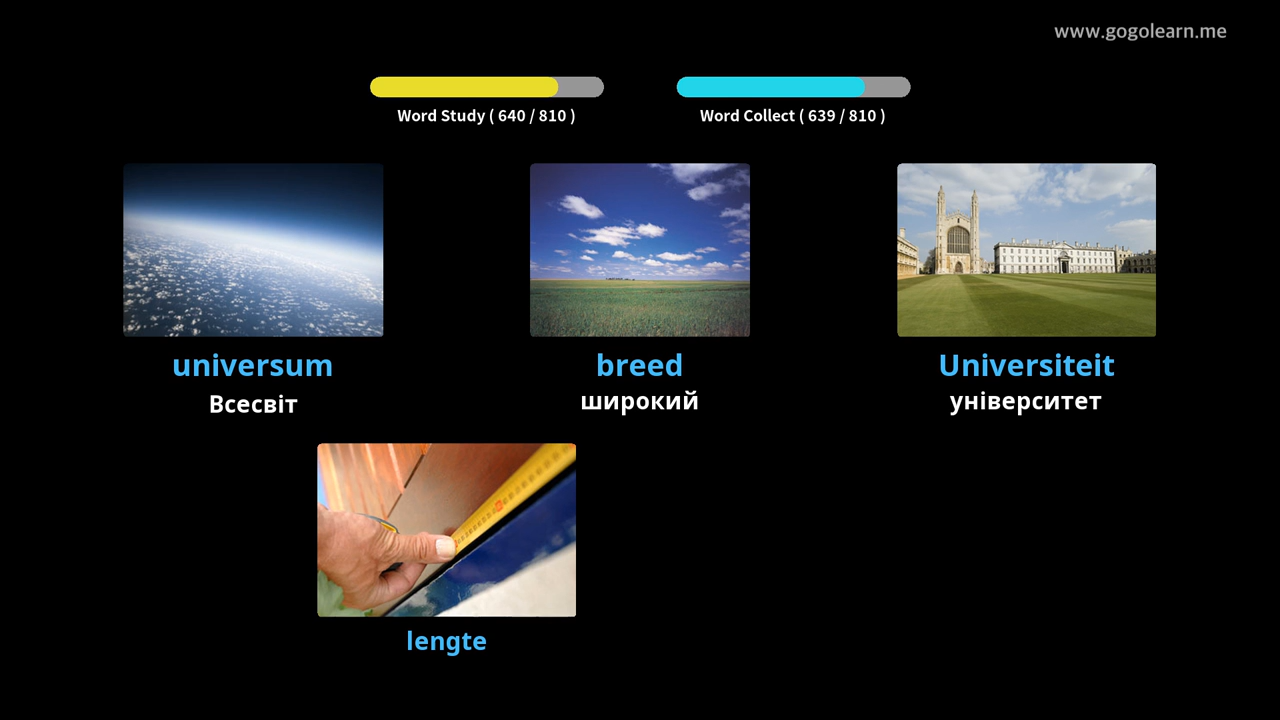 www.gogolearn.me
Word Study ( 640 / 810 )
Word Collect ( 639 / 810 )
universum
Всесвіт
breed
широкий
Universiteit
університет
lengte